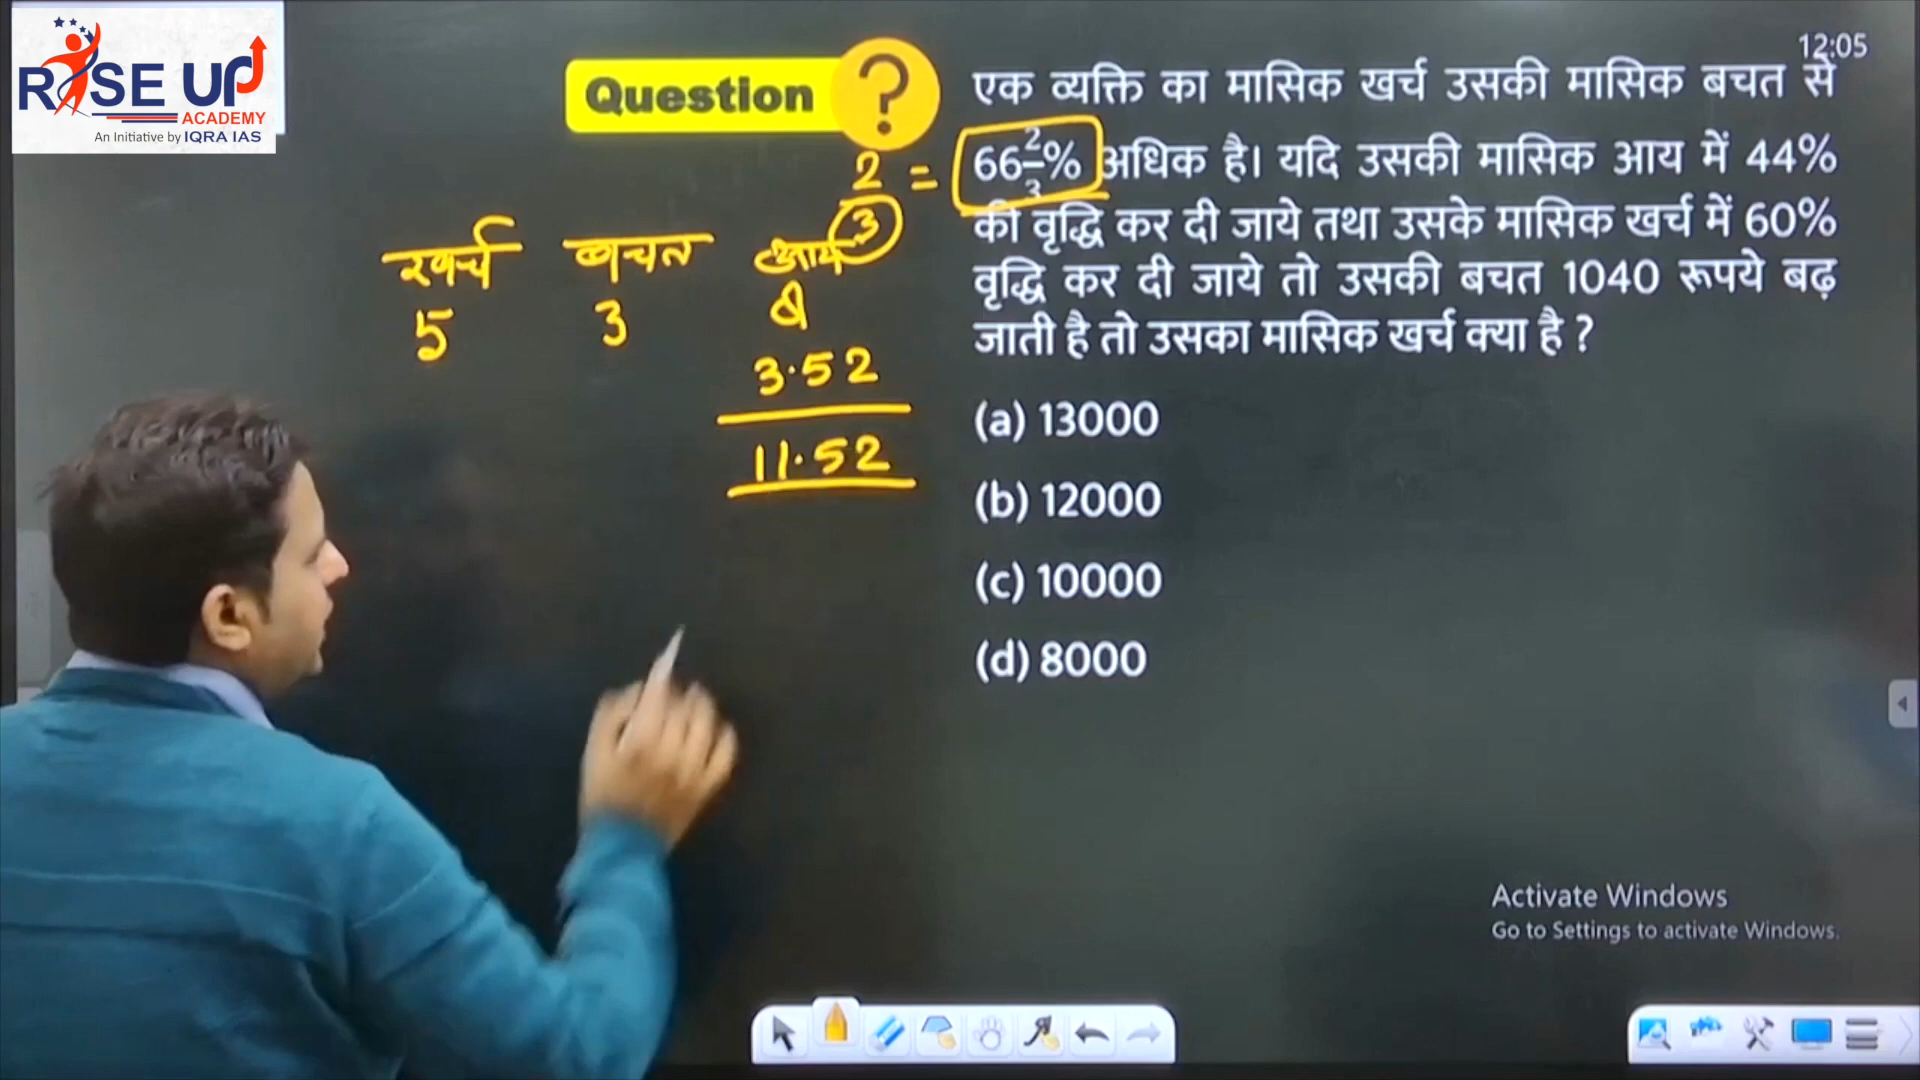 RISE UP
ACADEMY
An Initiative by IQRA IAS
12:05
Question ?
एक व्यक्ति का मासिक खर्च उसकी मासिक बचत से
66 2/3% अधिक है। यदि उसकी मासिक आय में 44%
की वृद्धि कर दी जाये तथा उसके मासिक खर्च में 60%
वृद्धि कर दी जाये तो उसकी बचत 1040 रूपये बढ़
जाती है तो उसका मासिक खर्च क्या है ?
(a) 13000
(b) 12000
(c) 10000
(d) 8000
2/3 =
खर्च बचत आय
5 3 8
3.52
11.52
Activate Windows
Go to Settings to activate Windows.